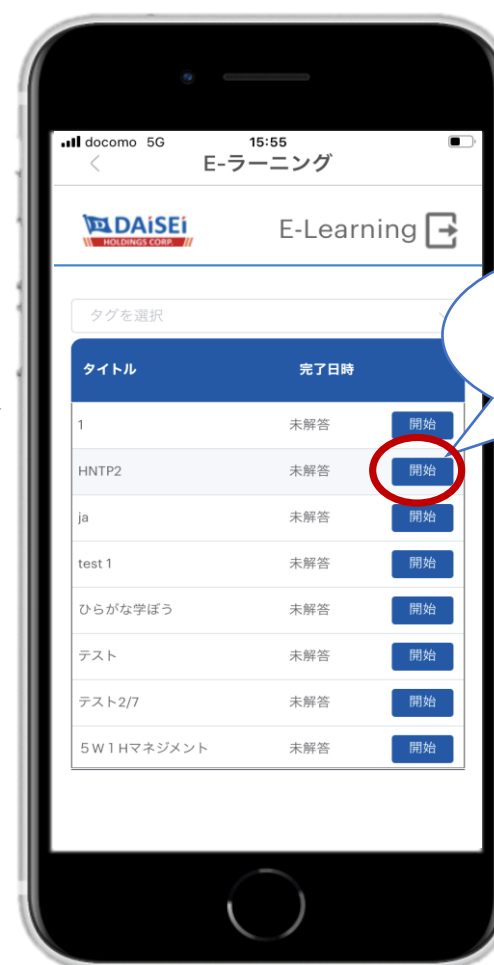 docomo 5G 15:55
E-ラーニング
DAiSEi
HOLDINGS CORP.
E-Learning
タグを選択
タイトル 完了日時
1 未解答 開始
HNTP2 未解答 開始
ja 未解答 開始
test 1 未解答 開始
ひらがな学ぼう 未解答 開始
テスト 未解答 開始
テスト2/7 未解答 開始
5W1Hマネジメント 未解答 開始